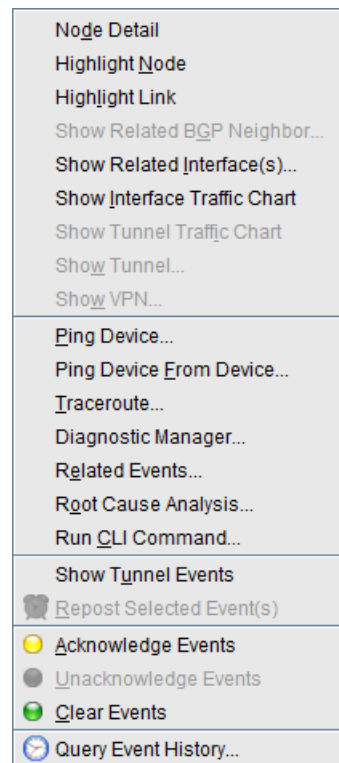 Node Detail
Highlight Node
Highlight Link
Show Related BGP Neighbor...
Show Related Interface(s)...
Show Interface Traffic Chart
Show Tunnel Traffic Chart
Show Tunnel...
Show VPN...
Ping Device...
Ping Device From Device...
Traceroute...
Diagnostic Manager...
Related Events...
Root Cause Analysis...
Run CLI Command...
Show Tunnel Events
Repost Selected Event(s)
Acknowledge Events
Unacknowledge Events
Clear Events
Query Event History...